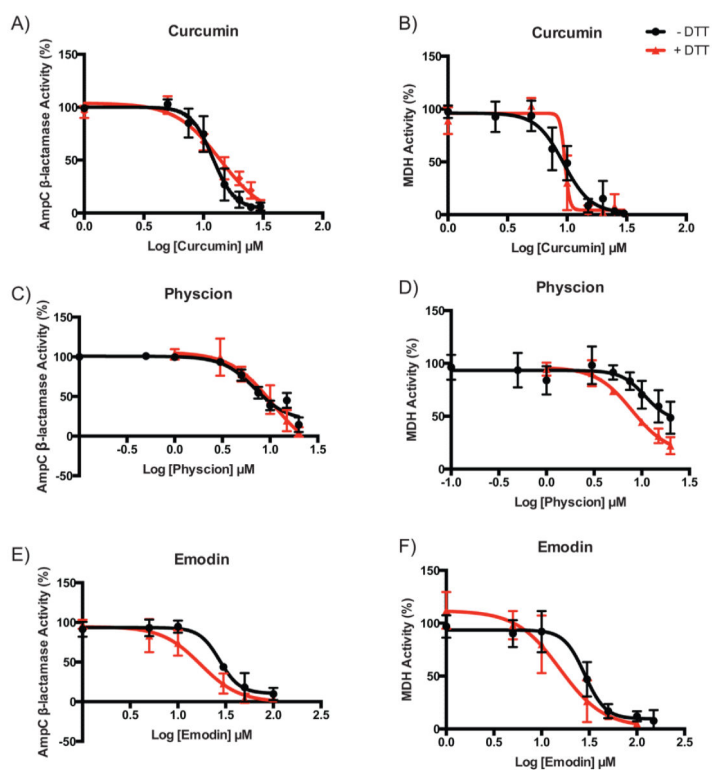 A)
Curcumin
AmpC β-lactamase Activity (%)
150
100
50
0
0.0 0.5 1.0 1.5 2.0
Log [Curcumin] µM
B)
Curcumin
- DTT
+ DTT
MDH Activity (%)
150
100
50
0
0.0 0.5 1.0 1.5 2.0
Log [Curcumin] µM
C)
Physcion
AmpC β-lactamase Activity (%)
150
100
50
0
-50
-0.5 0.0 0.5 1.0 1.5
Log [Physcion] µM
D)
Physcion
MDH Activity (%)
150
100
50
0
-1.0 -0.5 0.0 0.5 1.0 1.5
Log [Physcion] µM
E)
Emodin
AmpC β-lactamase Activity (%)
150
100
50
0
-50
0.5 1.0 1.5 2.0 2.5
Log [Emodin] µM
F)
Emodin
MDH Activity (%)
150
100
50
0
0.0 0.5 1.0 1.5 2.0 2.5
Log [Emodin] µM